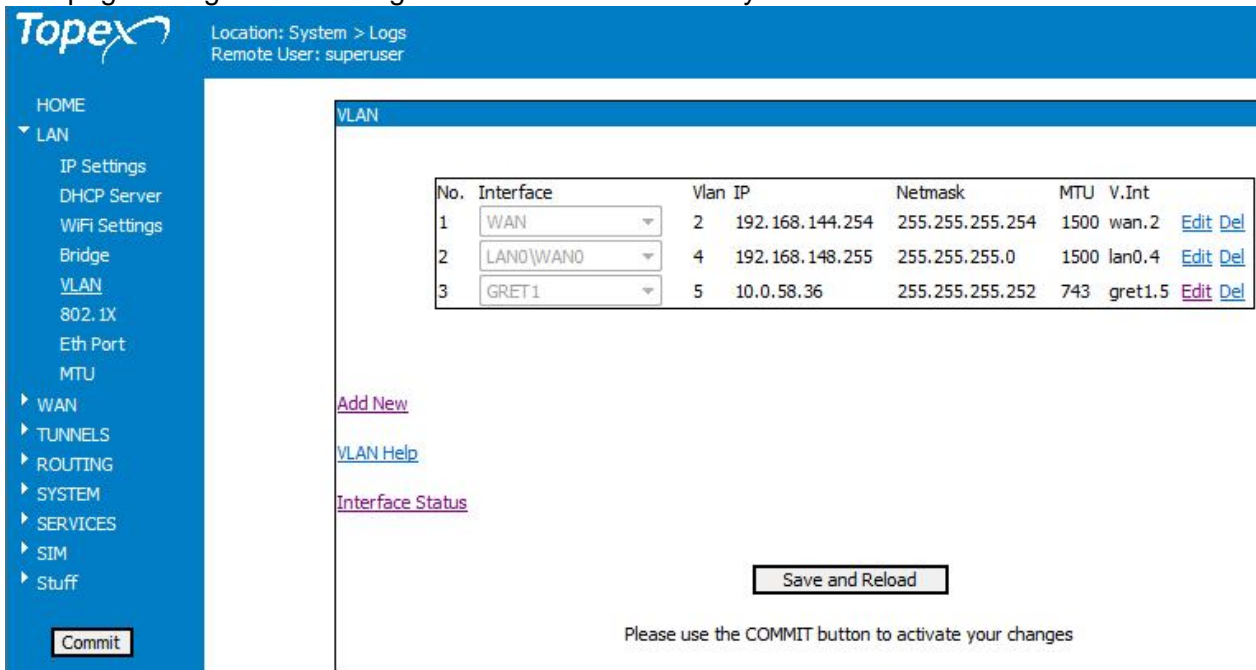 Topex
Location: System > Logs
Remote User: superuser
HOME
LAN
IP Settings
DHCP Server
WiFi Settings
Bridge
VLAN
802.1X
Eth Port
MTU
WAN
TUNNELS
ROUTING
SYSTEM
SERVICES
SIM
Stuff
Commit
VLAN
No. Interface Vlan IP Netmask MTU V.Int
1 WAN 2 192.168.144.254 255.255.255.254 1500 wan.2 Edit Del
2 LAN0\WAN0 4 192.168.148.255 255.255.255.0 1500 lan0.4 Edit Del
3 GRET1 5 10.0.58.36 255.255.255.252 743 gret1.5 Edit Del
Add New
VLAN Help
Interface Status
Save and Reload
Please use the COMMIT button to activate your changes